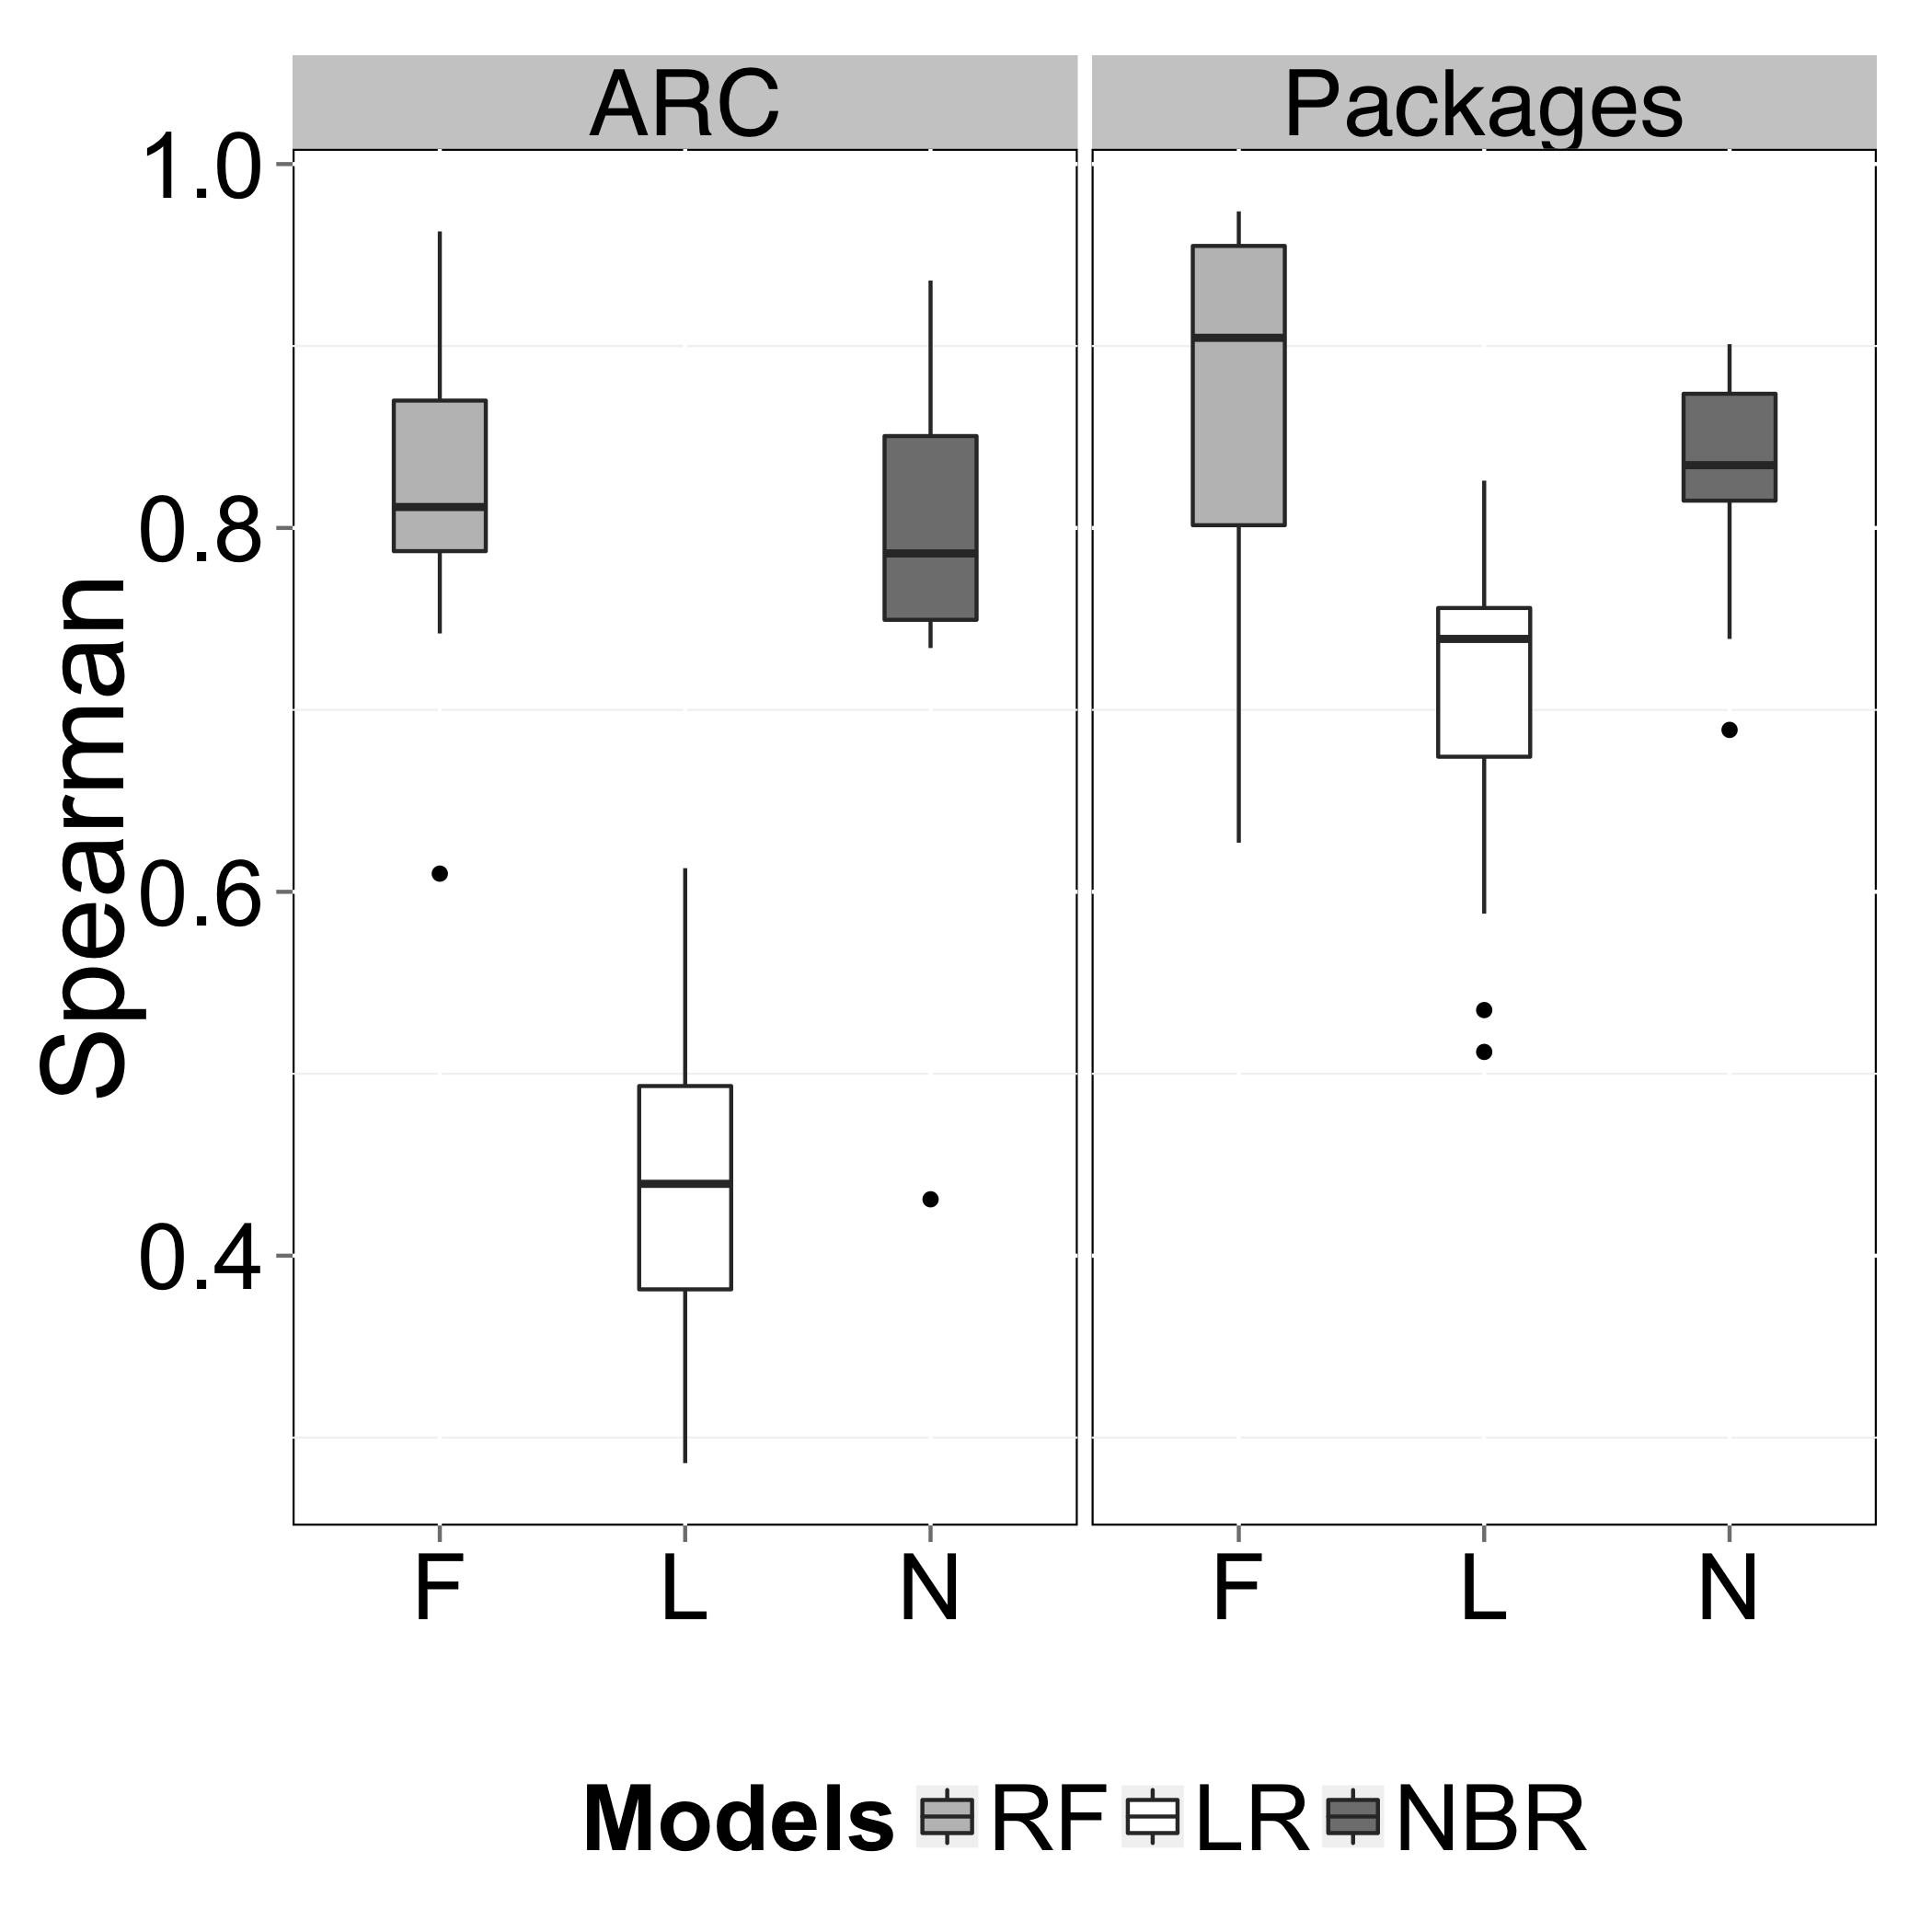 ARC Packages
1.0
0.8
0.6
0.4
Spearman
F L N F L N
Models RF LR NBR